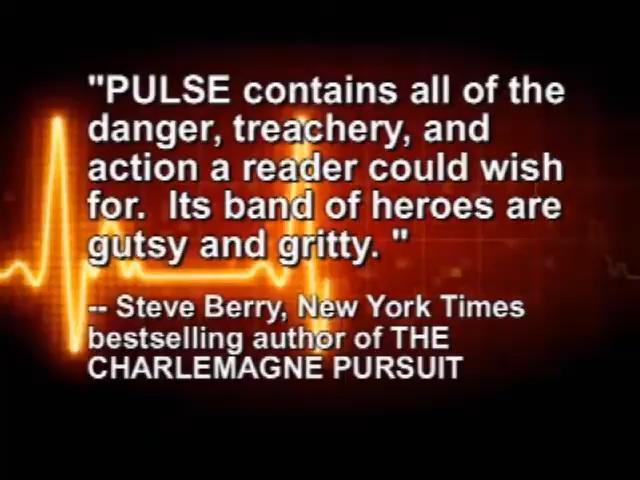 "PULSE contains all of the
danger, treachery, and
action a reader could wish
for.  Its band of heroes are
gutsy and gritty. "
-- Steve Berry, New York Times
bestselling author of THE
CHARLEMAGNE PURSUIT